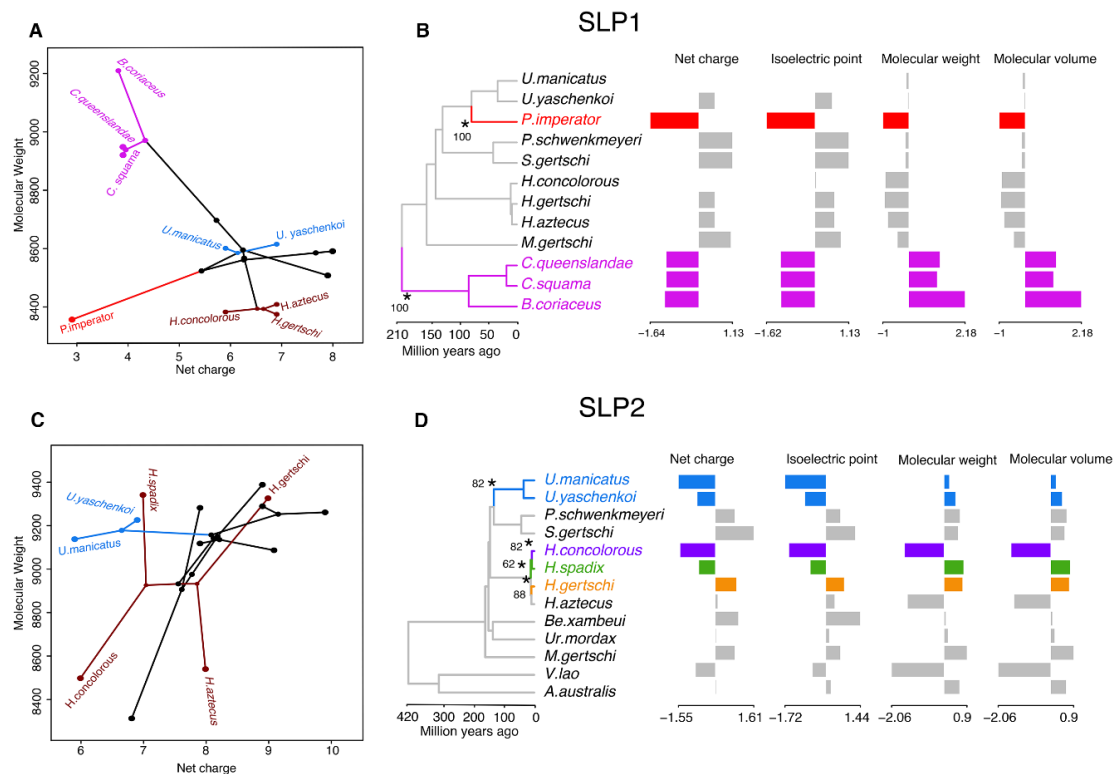 SLP1
A
B
Net charge
Isoelectric point
Molecular weight
Molecular volume
9200
9000
8800
8600
8400
Molecular Weight
B.coriaceus
C.queenslandae
C. squama
U.manicatus
U. yaschenkoi
P.imperator
H.concolorous
H.aztecus
H.gertschi
3
4
5
6
7
8
Net charge
U.manicatus
U.yaschenkoi
P.imperator
P.schwenkmeyeri
S.gertschi
H.concolorous
H.gertschi
H.aztecus
M.gertschi
C.queenslandae
C.squama
B.coriaceus
*
100
*
100
210 150 100 50 0
Million years ago
−1.64 1.13
−1.62 1.13
−1 2.18
−1 2.18
SLP2
C
D
Net charge
Isoelectric point
Molecular weight
Molecular volume
9400
9200
9000
8800
8600
8400
Molecular Weight
H.spadix
H.gertschi
U.yaschenkoi
U.manicatus
H.concolorous
H.aztecus
6
7
8
9
10
Net charge
U.manicatus
U.yaschenkoi
P.schwenkmeyeri
S.gertschi
H.concolorous
H.spadix
H.gertschi
H.aztecus
Be.xambeui
Ur.mordax
M.gertschi
V.lao
A.australis
82 *
82 *
62 *
*
88
420 300 200 100 0
Million years ago
−1.55 1.61
−1.72 1.44
−2.06 0.9
−2.06 0.9